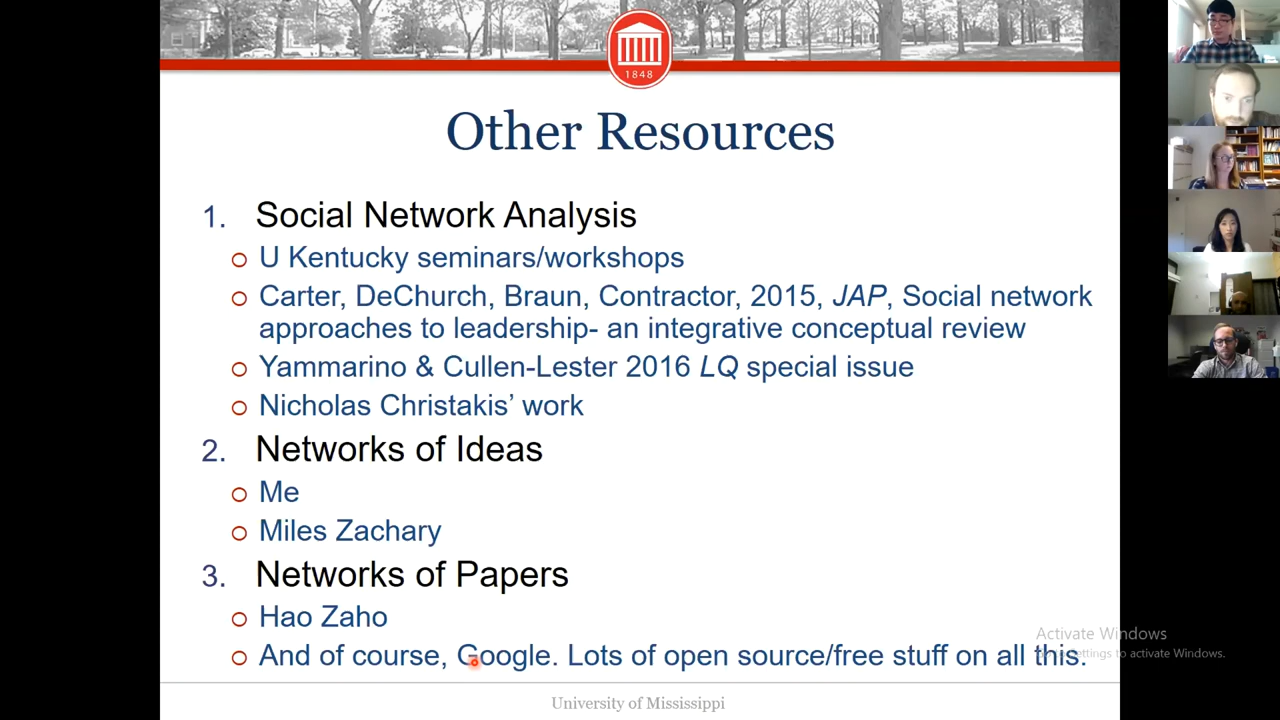 1848
Other Resources
1. Social Network Analysis
U Kentucky seminars/workshops
Carter, DeChurch, Braun, Contractor, 2015, JAP, Social network
approaches to leadership- an integrative conceptual review
Yammarino & Cullen-Lester 2016 LQ special issue
Nicholas Christakis’ work
2. Networks of Ideas
Me
Miles Zachary
3. Networks of Papers
Hao Zaho
And of course, Google. Lots of open source/free stuff on all this.
Activate Windows
settings to activate Windows.
University of Mississippi